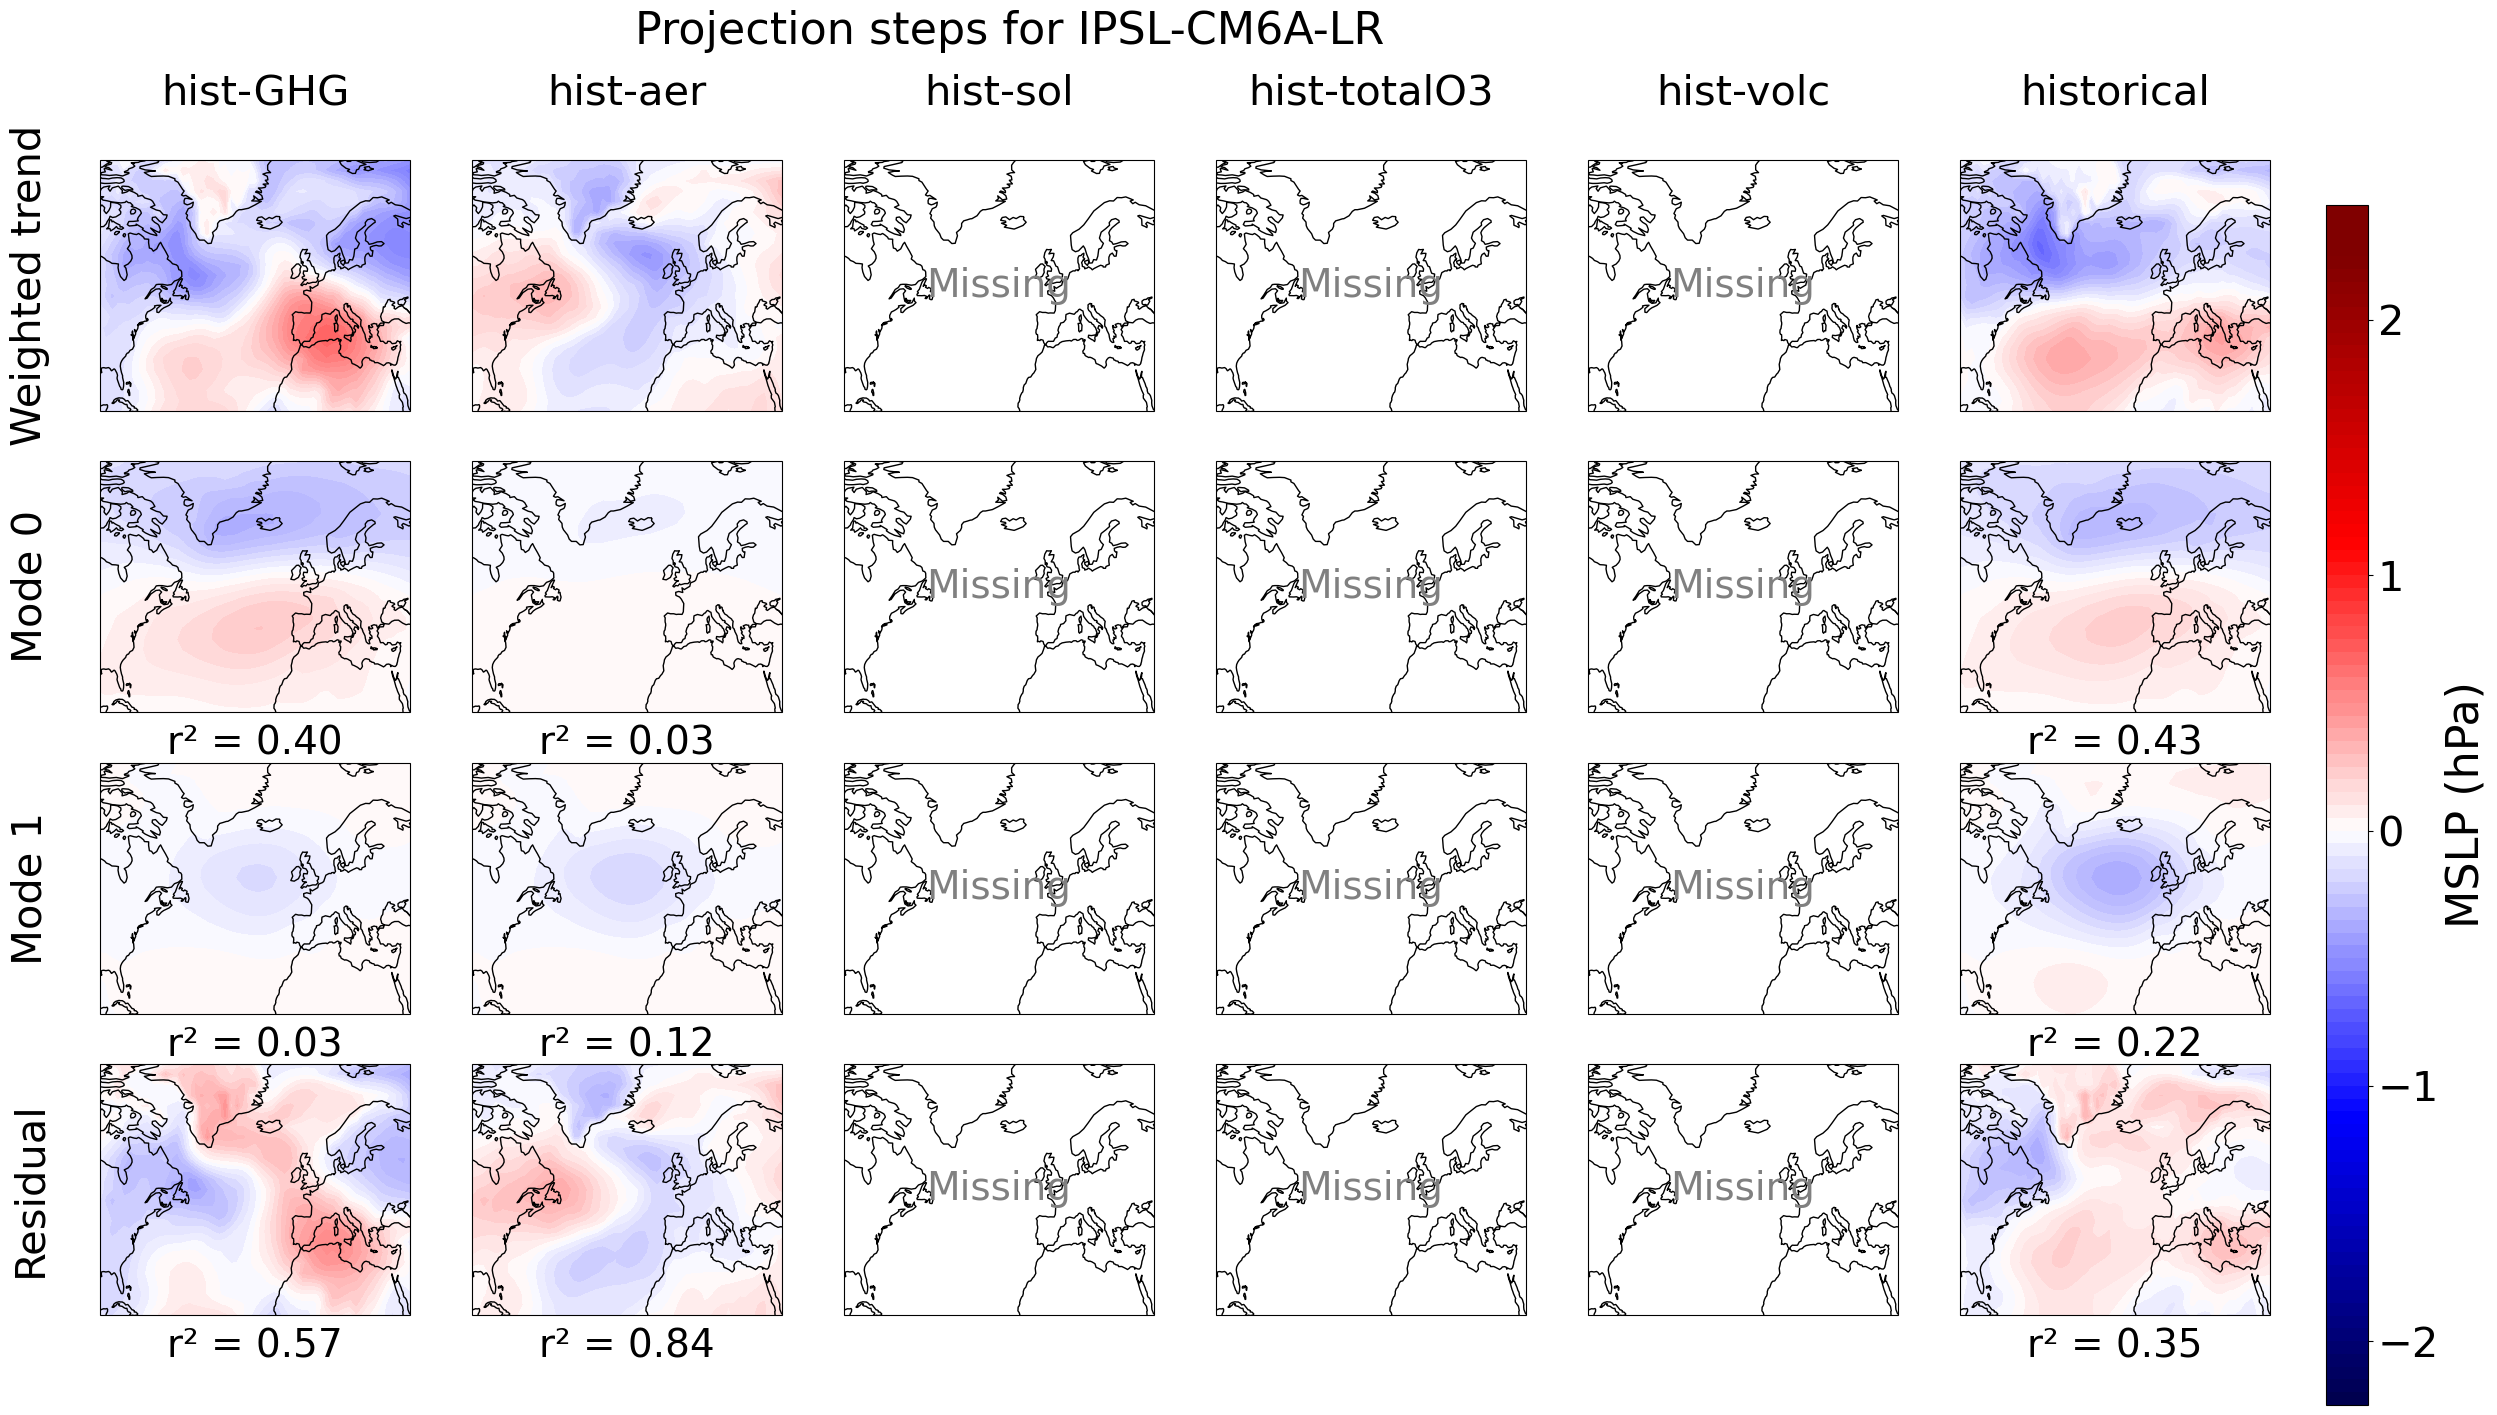 Projection steps for IPSL-CM6A-LR
hist-GHG hist-aer hist-sol hist-totalO3 hist-volc historical
Weighted trend
Missing Missing Missing
Mode 0
Missing Missing Missing
r² = 0.40 r² = 0.03 r² = 0.43
Mode 1
Missing Missing Missing
r² = 0.03 r² = 0.12 r² = 0.22
Residual
Missing Missing Missing
r² = 0.57 r² = 0.84 r² = 0.35
2
1
0
−1
−2
MSLP (hPa)